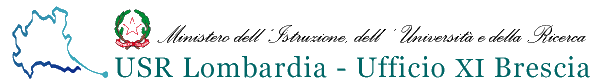 Ministero dell'Istruzione, dell'Università e della Ricerca
USR Lombardia - Ufficio XI Brescia